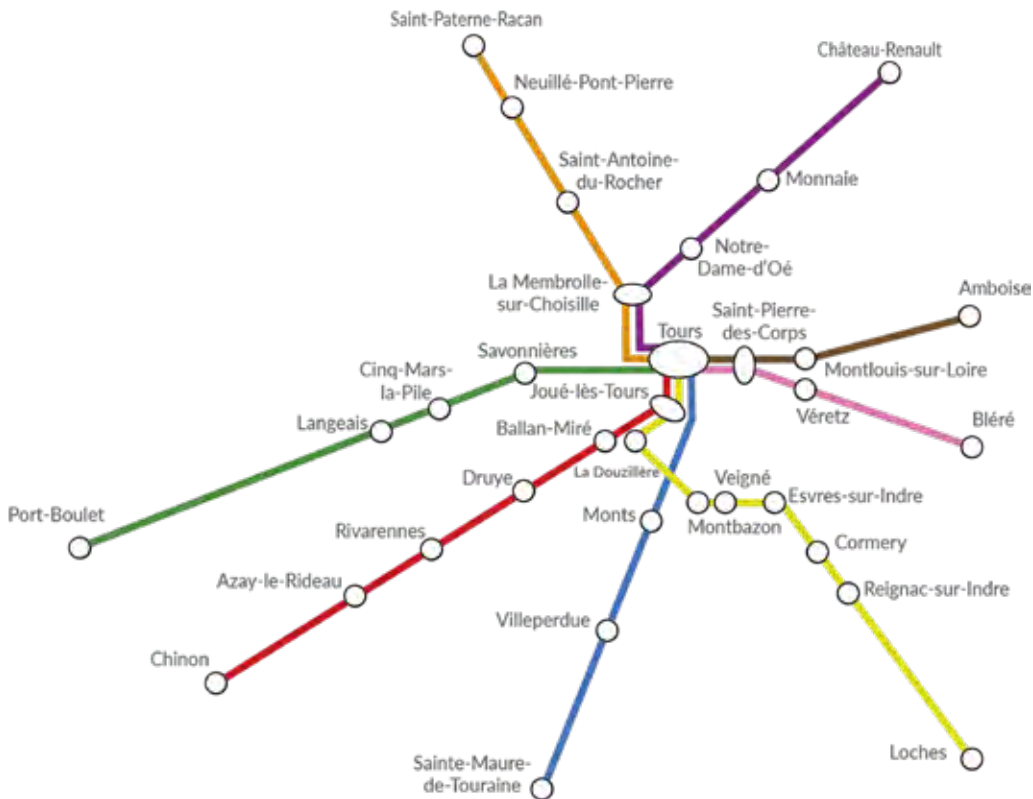 Saint-Paterne-Racan
Château-Renault
Neuillé-Pont-Pierre
Saint-Antoine-
du-Rocher
Monnaie
Notre-
Dame-d'Oé
La Membrolle-
sur-Choisille
Amboise
Saint-Pierre-
des-Corps
Tours
Savonnières
Cinq-Mars-
la-Pile
Montlouis-sur-Loire
Joué-lès-Tours
Langeais
Véretz
Bléré
Ballan-Miré
La Douzillère
Druye
Veigné
Esvres-sur-Indre
Port-Boulet
Monts
Montbazon
Rivarennes
Cormery
Azay-le-Rideau
Reignac-sur-Indre
Villeperdue
Chinon
Loches
Sainte-Maure-
de-Touraine